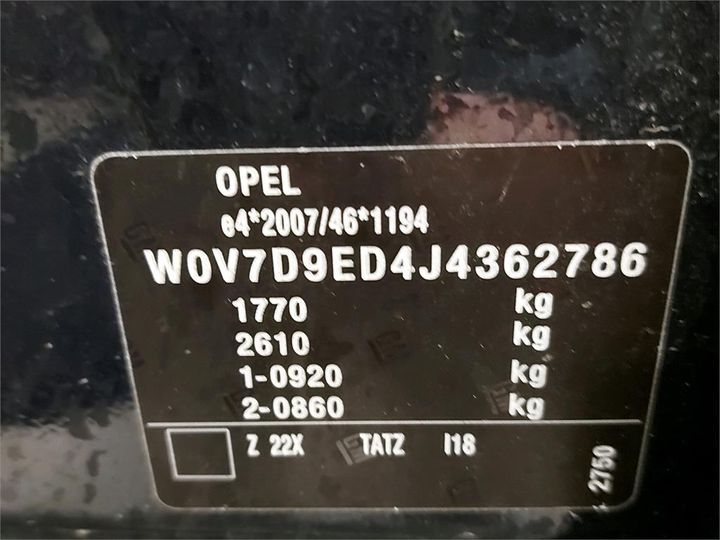 OPEL
e4*2007/46*1194
W0V7D9ED4J4362786
1770 kg
2610 kg
1-0920 kg
2-0860 kg
Z 22X TATZ I18
2750